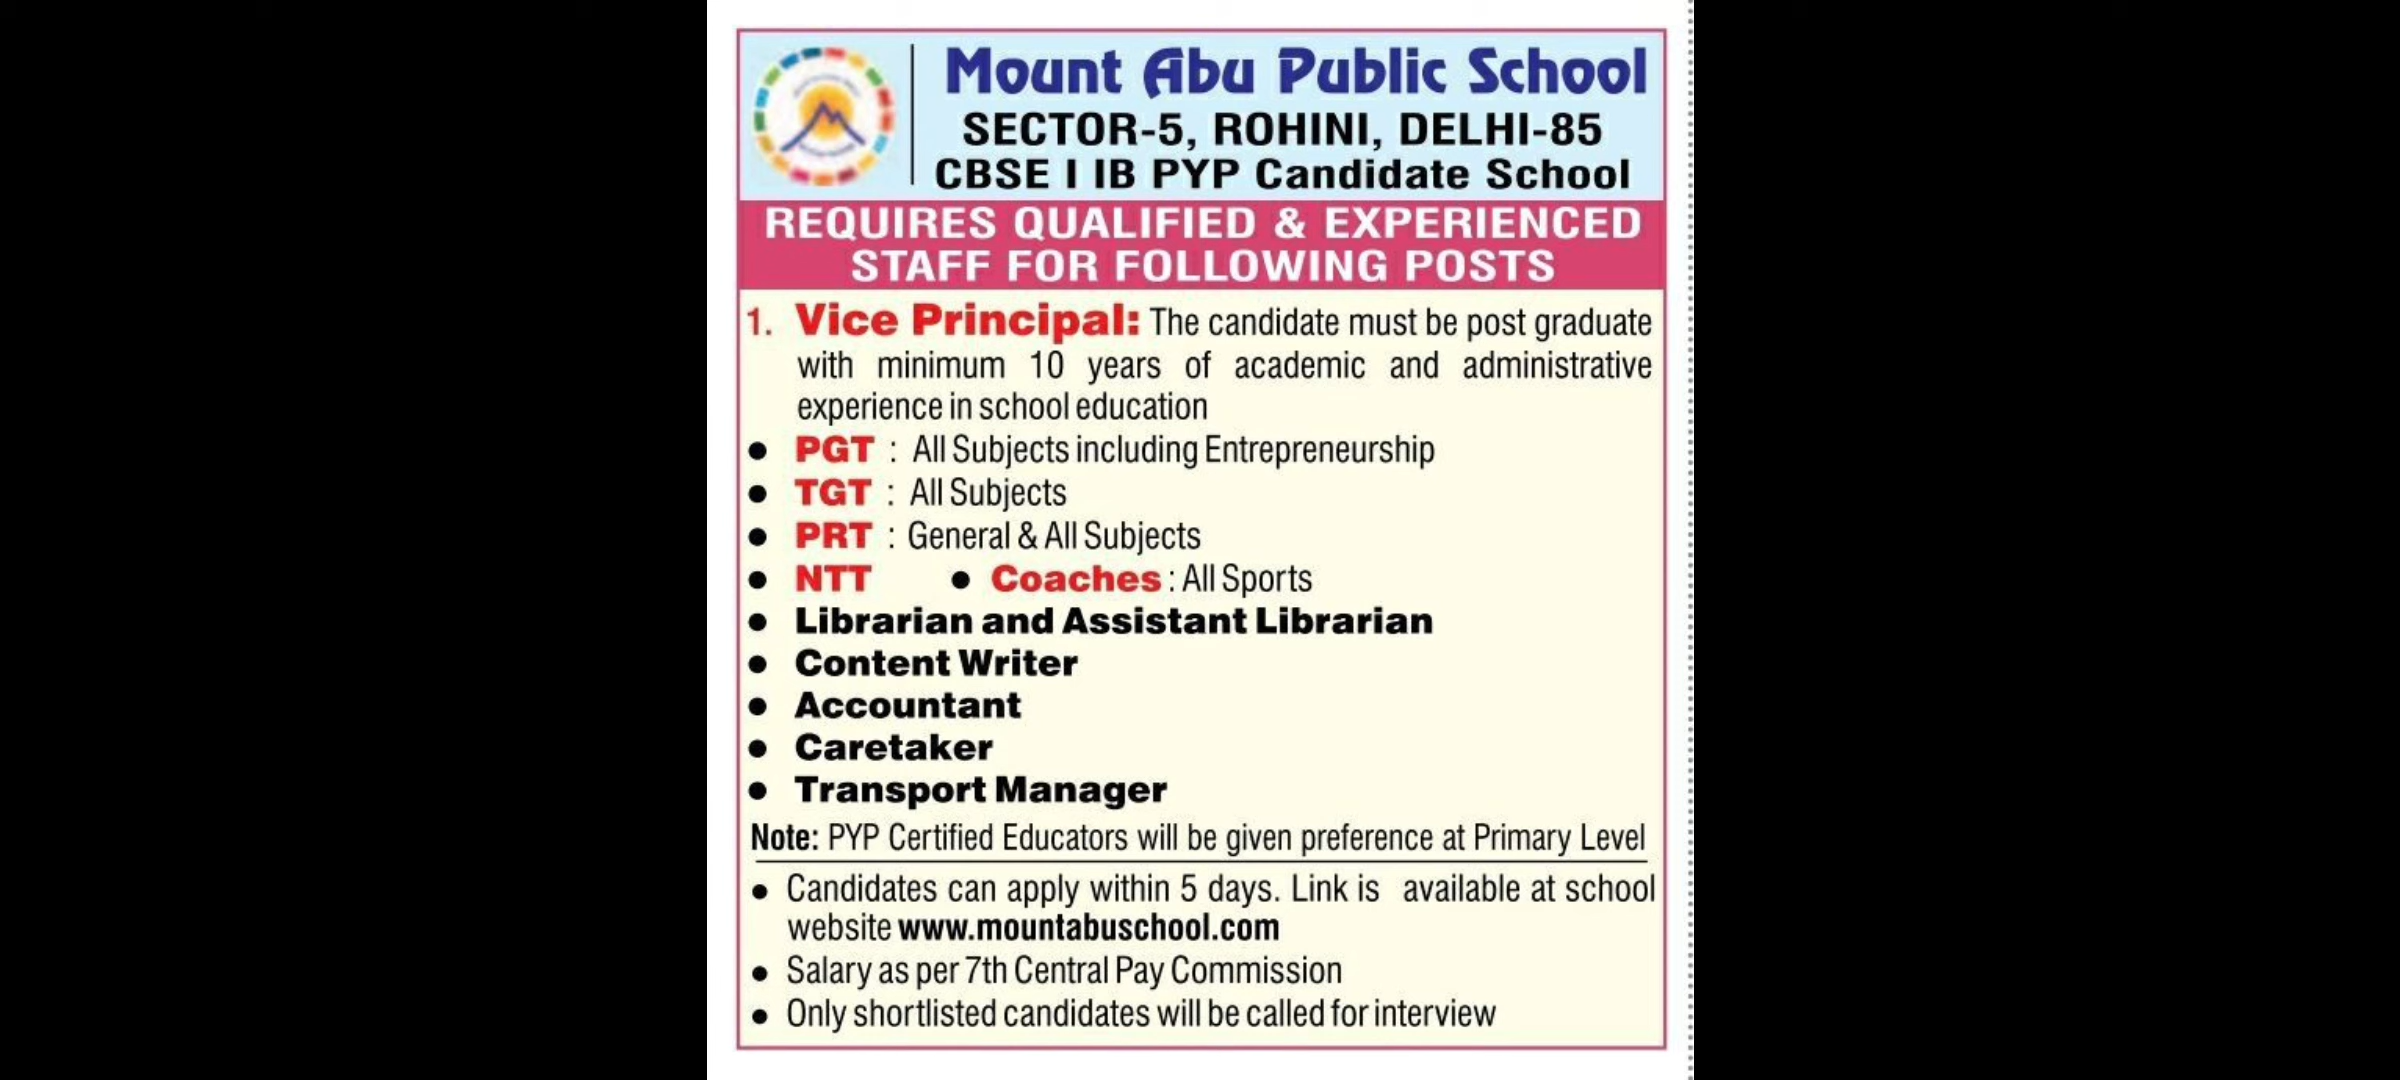 Mount Abu Public School
SECTOR-5, ROHINI, DELHI-85
CBSE I IB PYP Candidate School
REQUIRES QUALIFIED & EXPERIENCED
STAFF FOR FOLLOWING POSTS
1. Vice Principal: The candidate must be post graduate
with minimum 10 years of academic and administrative
experience in school education
● PGT : All Subjects including Entrepreneurship
● TGT : All Subjects
● PRT : General & All Subjects
● NTT ● Coaches : All Sports
● Librarian and Assistant Librarian
● Content Writer
● Accountant
● Caretaker
● Transport Manager
Note: PYP Certified Educators will be given preference at Primary Level
● Candidates can apply within 5 days. Link is available at school
website www.mountabuschool.com
● Salary as per 7th Central Pay Commission
● Only shortlisted candidates will be called for interview